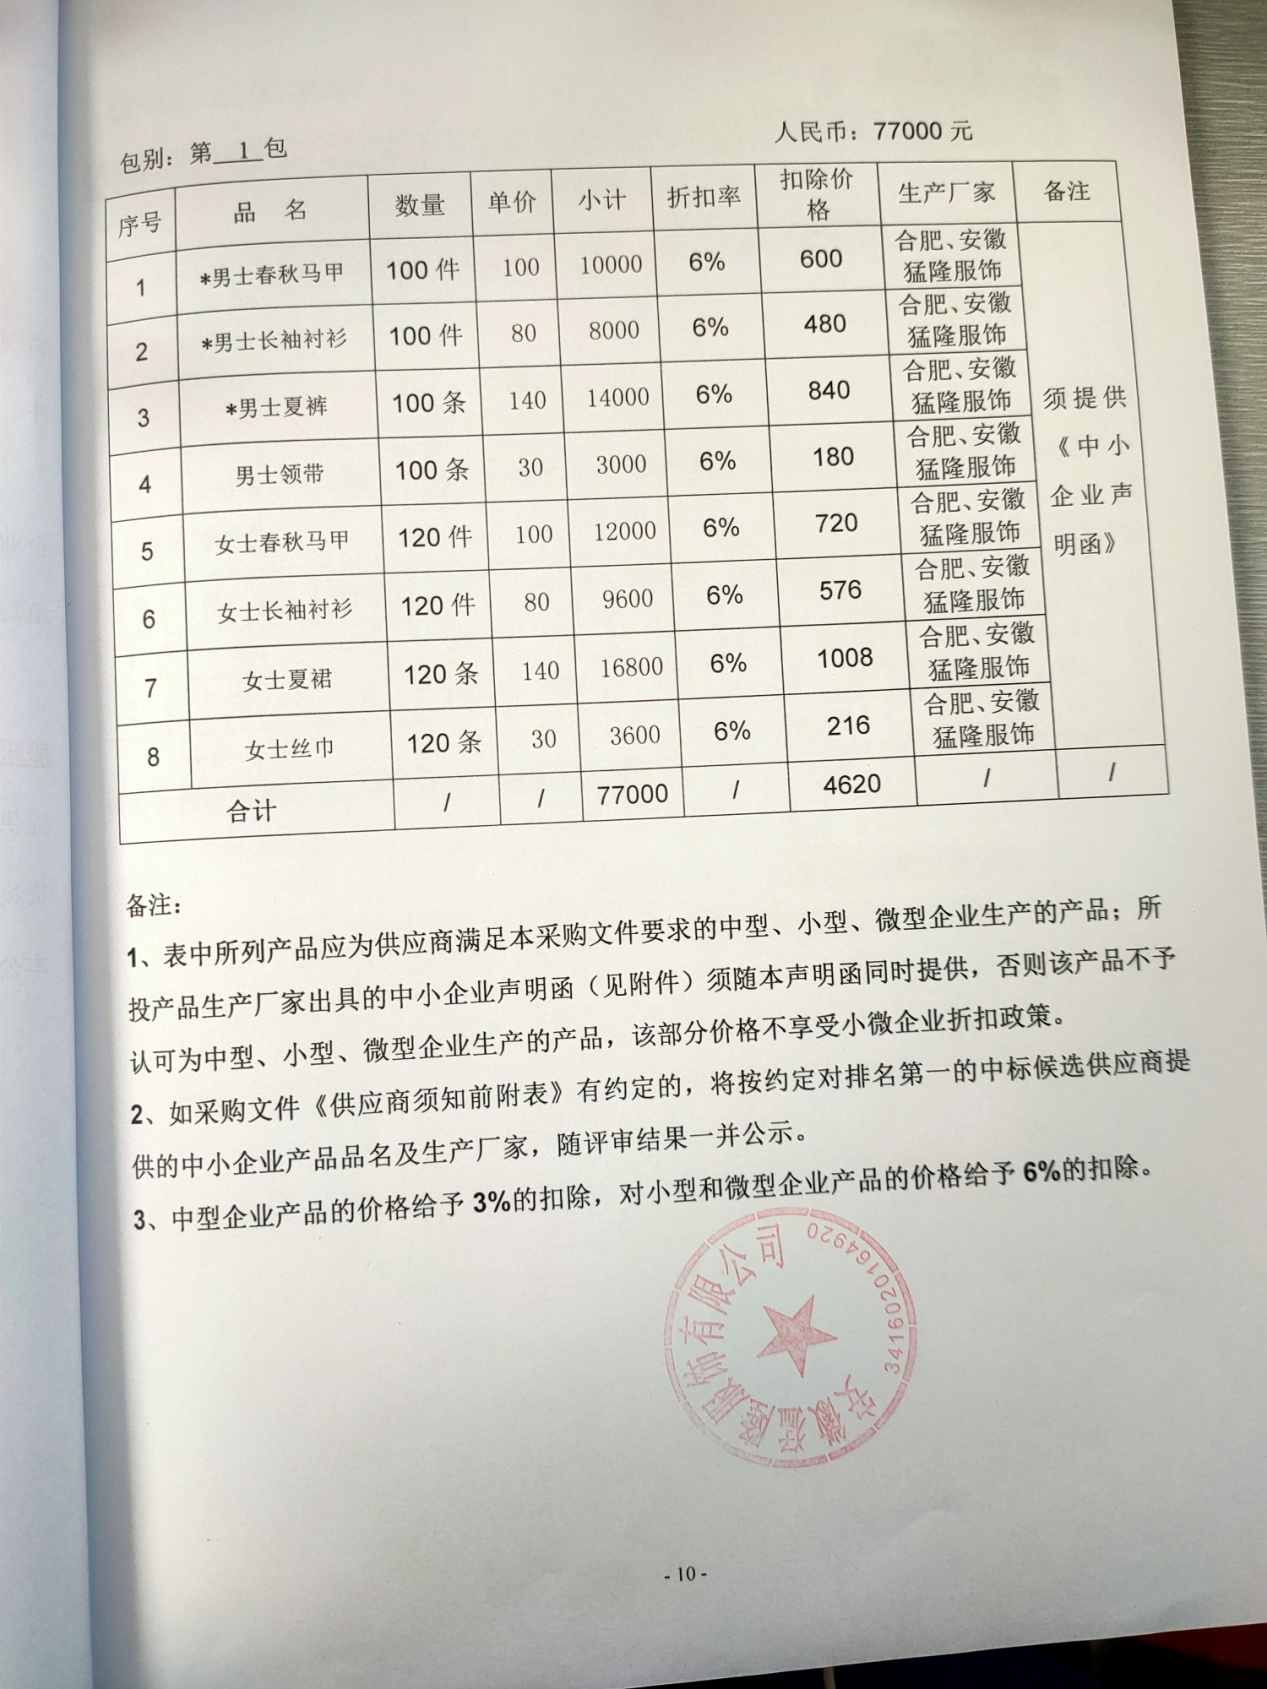 包别：第 1 包
人民币：77000 元
序号 品 名 数量 单价 小计 折扣率 扣除价格 生产厂家 备注
1 *男士春秋马甲 100 件 100 10000 6% 600 合肥、安徽猛隆服饰
2 *男士长袖衬衫 100 件 80 8000 6% 480 合肥、安徽猛隆服饰
3 *男士夏裤 100 条 140 14000 6% 840 合肥、安徽猛隆服饰
4 男士领带 100 条 30 3000 6% 180 合肥、安徽猛隆服饰
5 女士春秋马甲 120 件 100 12000 6% 720 合肥、安徽猛隆服饰
6 女士长袖衬衫 120 件 80 9600 6% 576 合肥、安徽猛隆服饰
7 女士夏裙 120 条 140 16800 6% 1008 合肥、安徽猛隆服饰
8 女士丝巾 120 条 30 3600 6% 216 合肥、安徽猛隆服饰
须提供
《中小
企业声
明函》
合计 / / 77000 / 4620 / /
备注：
1、表中所列产品应为供应商满足本采购文件要求的中型、小型、微型企业生产的产品；所
投产品生产厂家出具的中小企业声明函（见附件）须随本声明函同时提供，否则该产品不予
认可为中型、小型、微型企业生产的产品，该部分价格不享受小微企业折扣政策。
2、如采购文件《供应商须知前附表》有约定的，将按约定对排名第一的中标候选供应商提
供的中小企业产品品名及生产厂家，随评审结果一并公示。
3、中型企业产品的价格给予 3%的扣除，对小型和微型企业产品的价格给予 6%的扣除。
安徽猛隆服饰有限公司
3416020164920
- 10 -